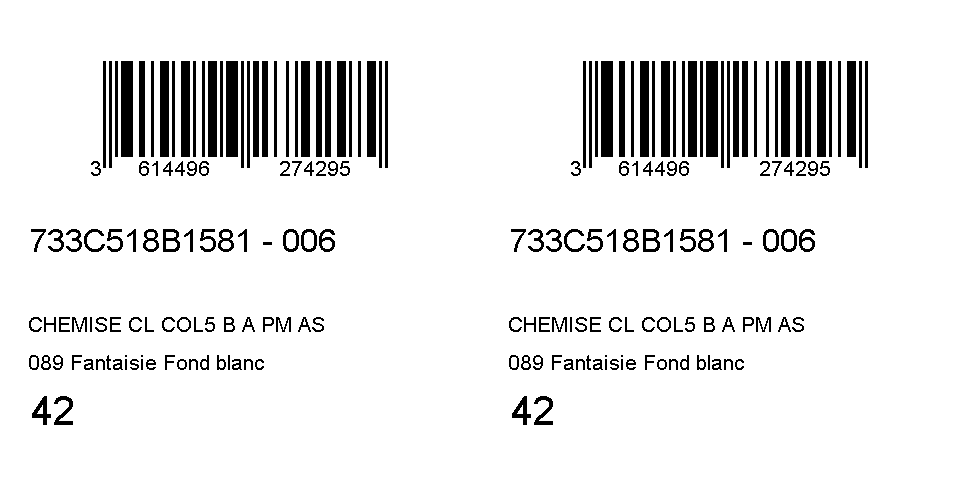 3 614496 274295
733C518B1581 - 006
CHEMISE CL COL5 B A PM AS
089 Fantaisie Fond blanc
42
3 614496 274295
733C518B1581 - 006
CHEMISE CL COL5 B A PM AS
089 Fantaisie Fond blanc
42